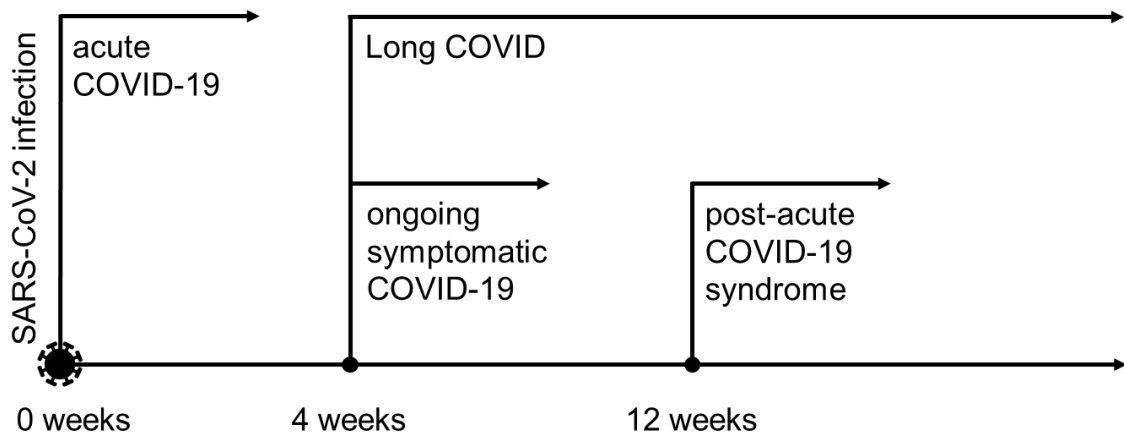 SARS-CoV-2 infection
acute
COVID-19
Long COVID
ongoing
symptomatic
COVID-19
post-acute
COVID-19
syndrome
0 weeks
4 weeks
12 weeks